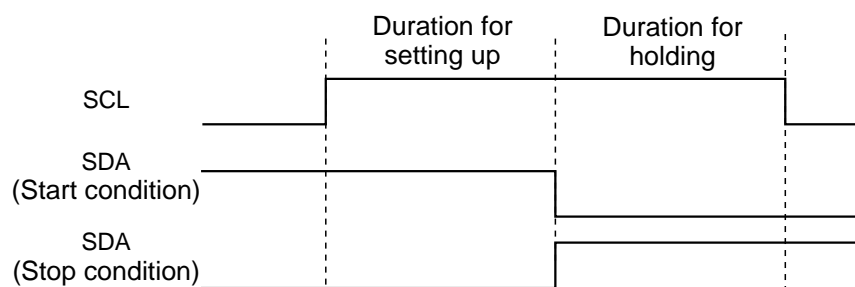 Duration for
setting up
Duration for
holding
SCL
SDA
(Start condition)
SDA
(Stop condition)